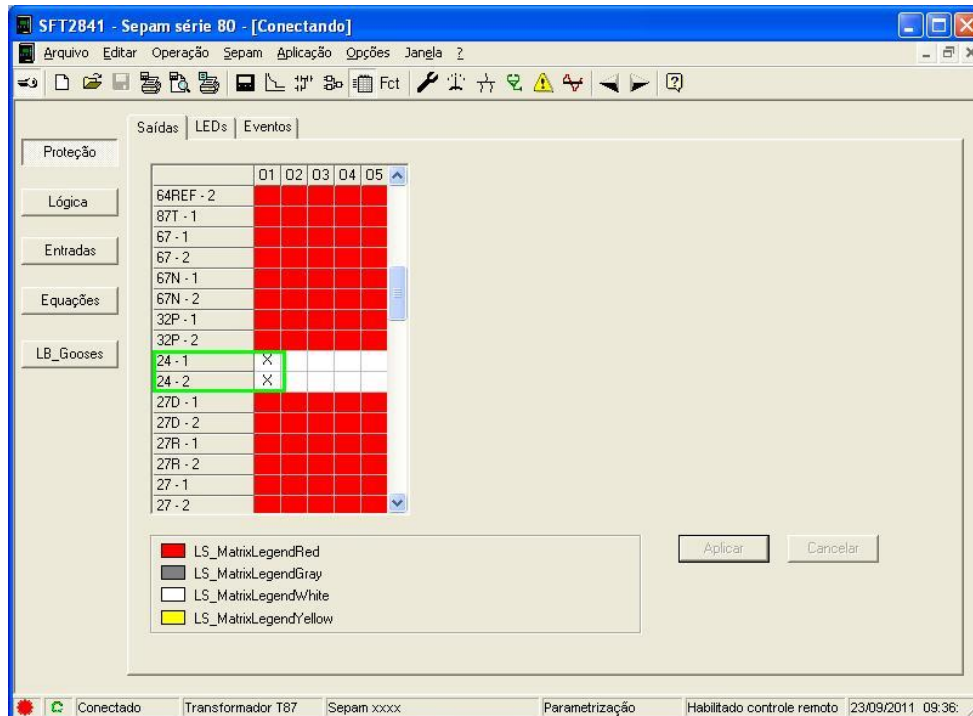 SFT2841 - Sepam série 80 - [Conectando]
Arquivo Editar Operação Sepam Aplicação Opções Janela ?
Fct
Saídas LEDs Eventos
Proteção
Lógica
Entradas
Equações
LB_Gooses
01 02 03 04 05
64REF - 2
87T - 1
67 - 1
67 - 2
67N - 1
67N - 2
32P - 1
32P - 2
24 - 1 X
24 - 2 X
27D - 1
27D - 2
27R - 1
27R - 2
27 - 1
27 - 2
LS_MatrixLegendRed
LS_MatrixLegendGray
LS_MatrixLegendWhite
LS_MatrixLegendYellow
Aplicar Cancelar
Conectado Transformador T87 Sepam xxxx Parametrização Habilitado controle remoto 23/09/2011 09:36: